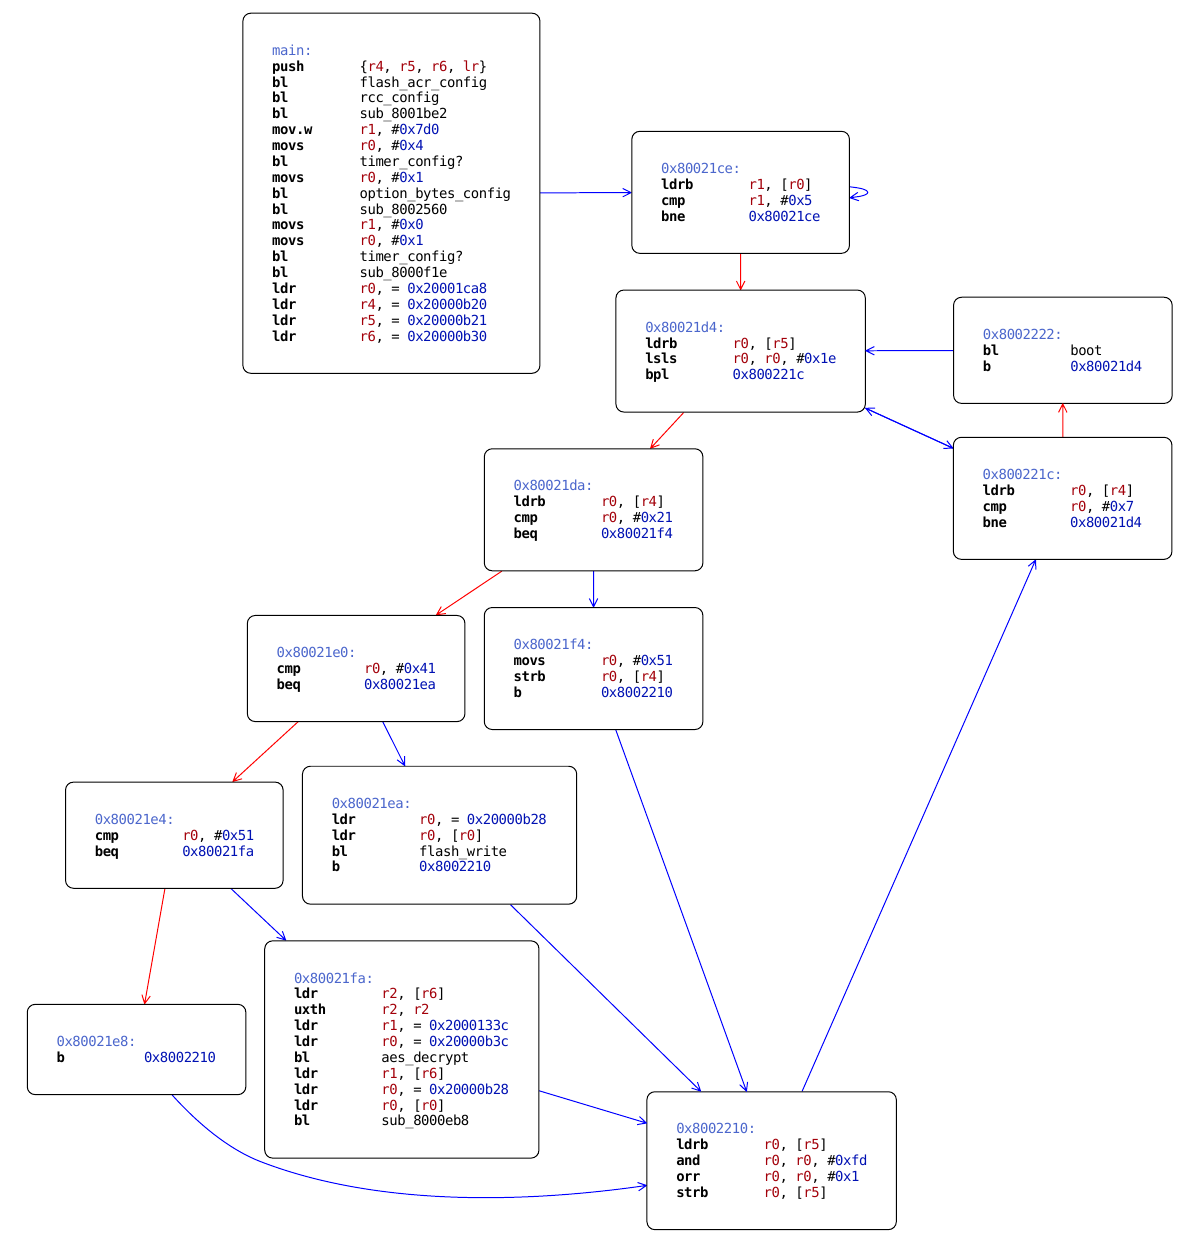 main:
push {r4, r5, r6, lr}
bl flash_acr_config
bl rcc_config
bl sub_8001be2
mov.w r1, #0x7d0
movs r0, #0x4
bl timer_config?
movs r0, #0x1
bl option_bytes_config
bl sub_8002560
movs r1, #0x0
movs r0, #0x1
bl timer_config?
bl sub_8000f1e
ldr r0, = 0x20001ca8
ldr r4, = 0x20000b20
ldr r5, = 0x20000b21
ldr r6, = 0x20000b30
0x80021ce:
ldrb r1, [r0]
cmp r1, #0x5
bne 0x80021ce
0x80021d4:
ldrb r0, [r5]
lsls r0, r0, #0x1e
bpl 0x800221c
0x8002222:
bl boot
b 0x80021d4
0x800221c:
ldrb r0, [r4]
cmp r0, #0x7
bne 0x80021d4
0x80021da:
ldrb r0, [r4]
cmp r0, #0x21
beq 0x80021f4
0x80021e0:
cmp r0, #0x41
beq 0x80021ea
0x80021f4:
movs r0, #0x51
strb r0, [r4]
b 0x8002210
0x80021e4:
cmp r0, #0x51
beq 0x80021fa
0x80021ea:
ldr r0, = 0x20000b28
ldr r0, [r0]
bl flash_write
b 0x8002210
0x80021fa:
ldr r2, [r6]
uxth r2, r2
ldr r1, = 0x2000133c
ldr r0, = 0x20000b3c
bl aes_decrypt
ldr r1, [r6]
ldr r0, = 0x20000b28
ldr r0, [r0]
bl sub_8000eb8
0x80021e8:
b 0x8002210
0x8002210:
ldrb r0, [r5]
and r0, r0, #0xfd
orr r0, r0, #0x1
strb r0, [r5]